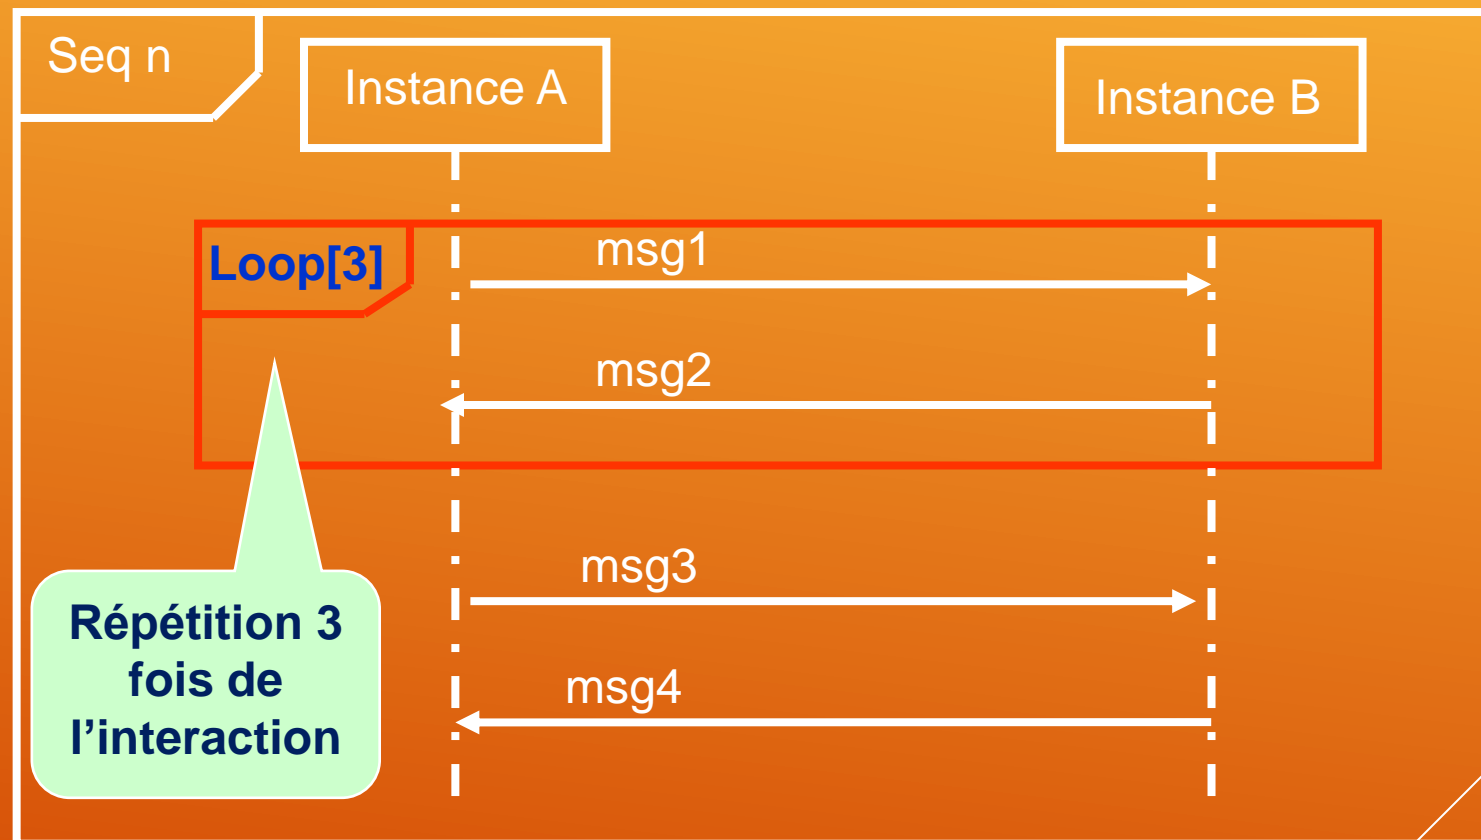 Seq n
Instance A
Instance B
Loop[3]
msg1
msg2
msg3
Répétition 3
fois de
l’interaction
msg4